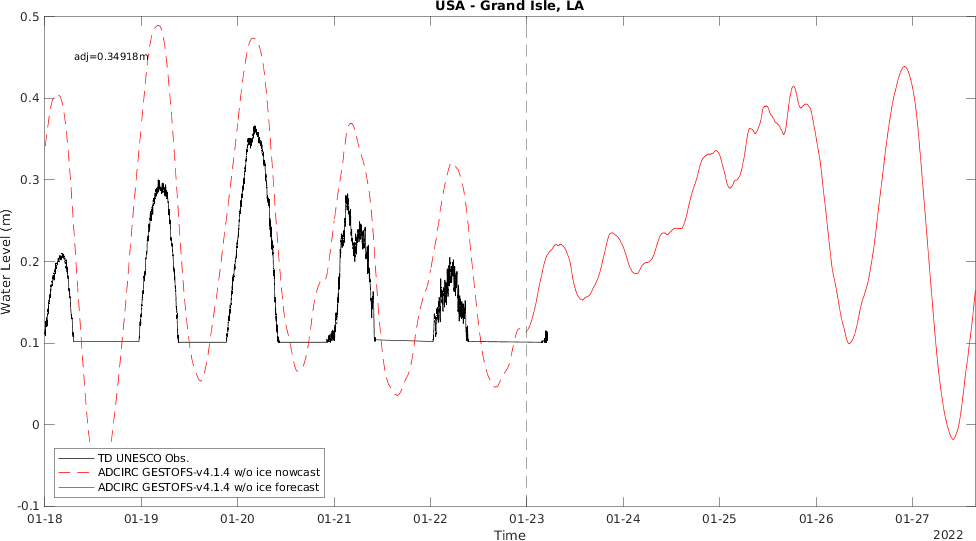 USA - Grand Isle, LA
adj=0.34918m
Water Level (m)
0.5
0.4
0.3
0.2
0.1
0
-0.1
TD UNESCO Obs.
ADCIRC GESTOFS-v4.1.4 w/o ice nowcast
ADCIRC GESTOFS-v4.1.4 w/o ice forecast
01-18 01-19 01-20 01-21 01-22 01-23 01-24 01-25 01-26 01-27
Time
2022